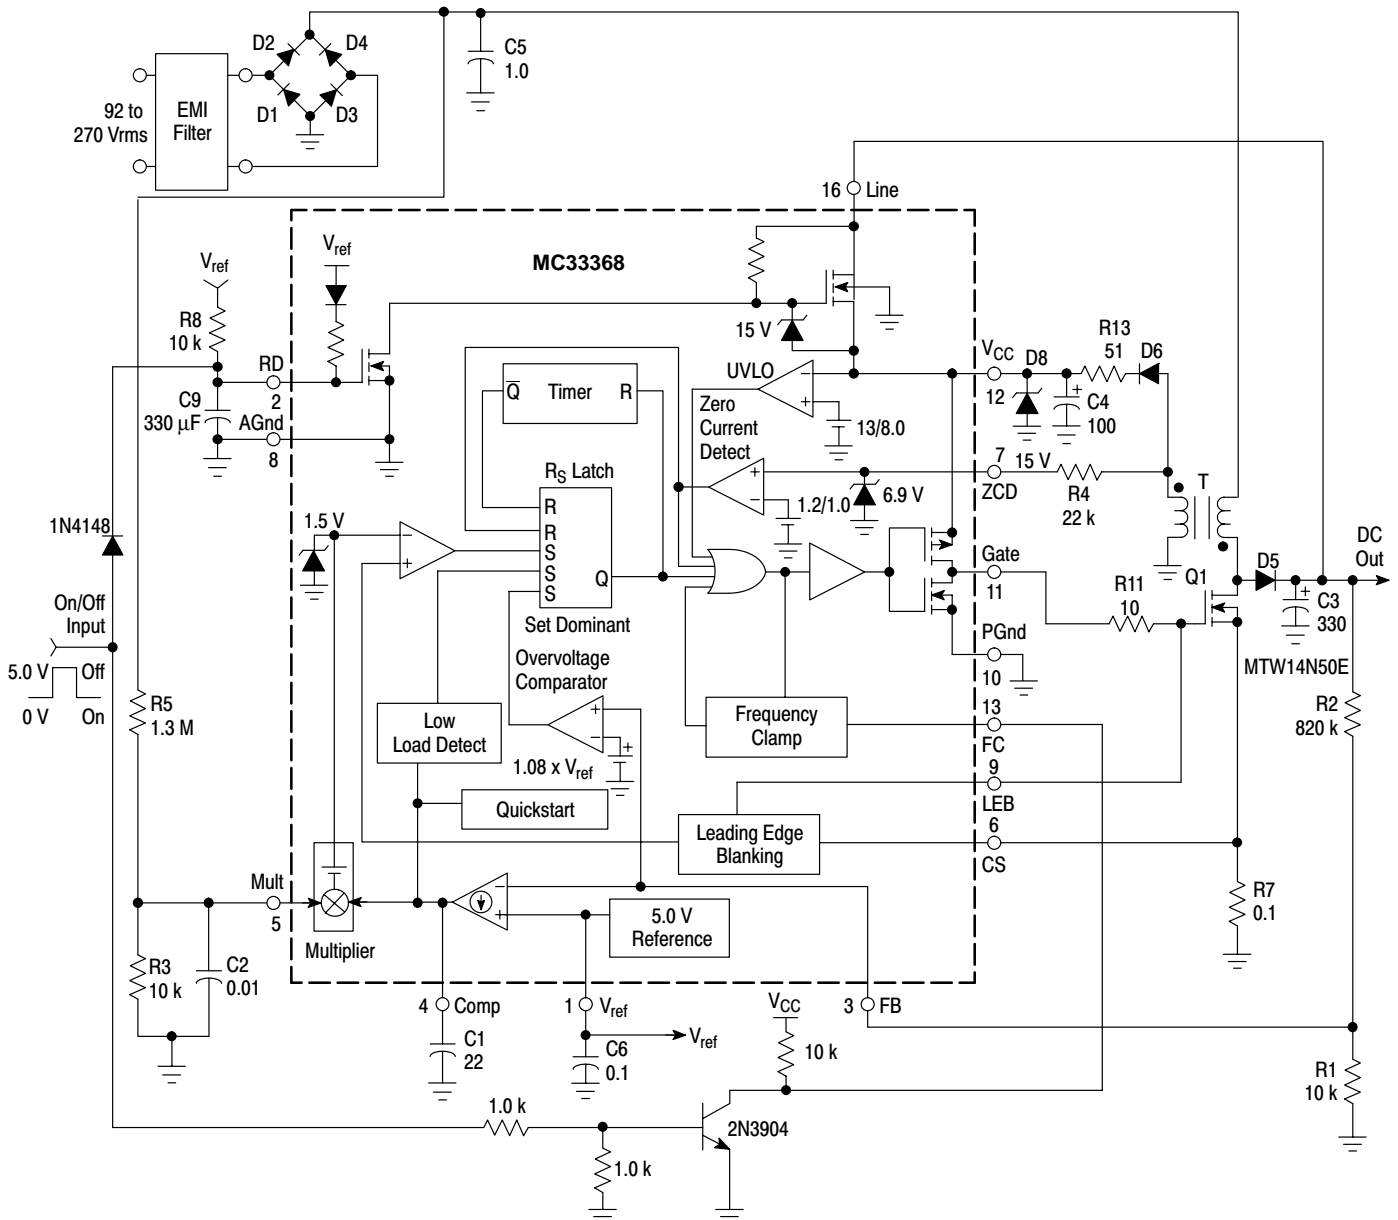 D2
D4
D1
D3
C5
1.0
92 to
270 Vrms
EMI
Filter
16
Line
MC33368
Vref
Vref
R8
10 k
RD
2
C9
330 μF
AGnd
8
15 V
UVLO
13/8.0
VCC
12
D8
R13
51
D6
+
C4
100
Q̅
Timer
R
Zero
Current
Detect
+
−
1.2/1.0
6.9 V
7
ZCD
15 V
R4
22 k
T
RS Latch
R
R
S
S
S
Q
Set Dominant
1N4148
1.5 V
−
+
−
+
Gate
11
R11
10
Q1
D5
DC
Out
+
C3
330
MTW14N50E
PGnd
10
On/Off
Input
5.0 V
Off
0 V
On
R5
1.3 M
Overvoltage
Comparator
+
−
+
1.08 x Vref
Low
Load Detect
Quickstart
Frequency
Clamp
13
FC
9
LEB
Leading Edge
Blanking
6
CS
R2
820 k
R7
0.1
Mult
5
Multiplier
−
+
5.0 V
Reference
R3
10 k
C2
0.01
4
Comp
C1
22
1
Vref
Vref
C6
0.1
VCC
10 k
3
FB
R1
10 k
1.0 k
1.0 k
2N3904